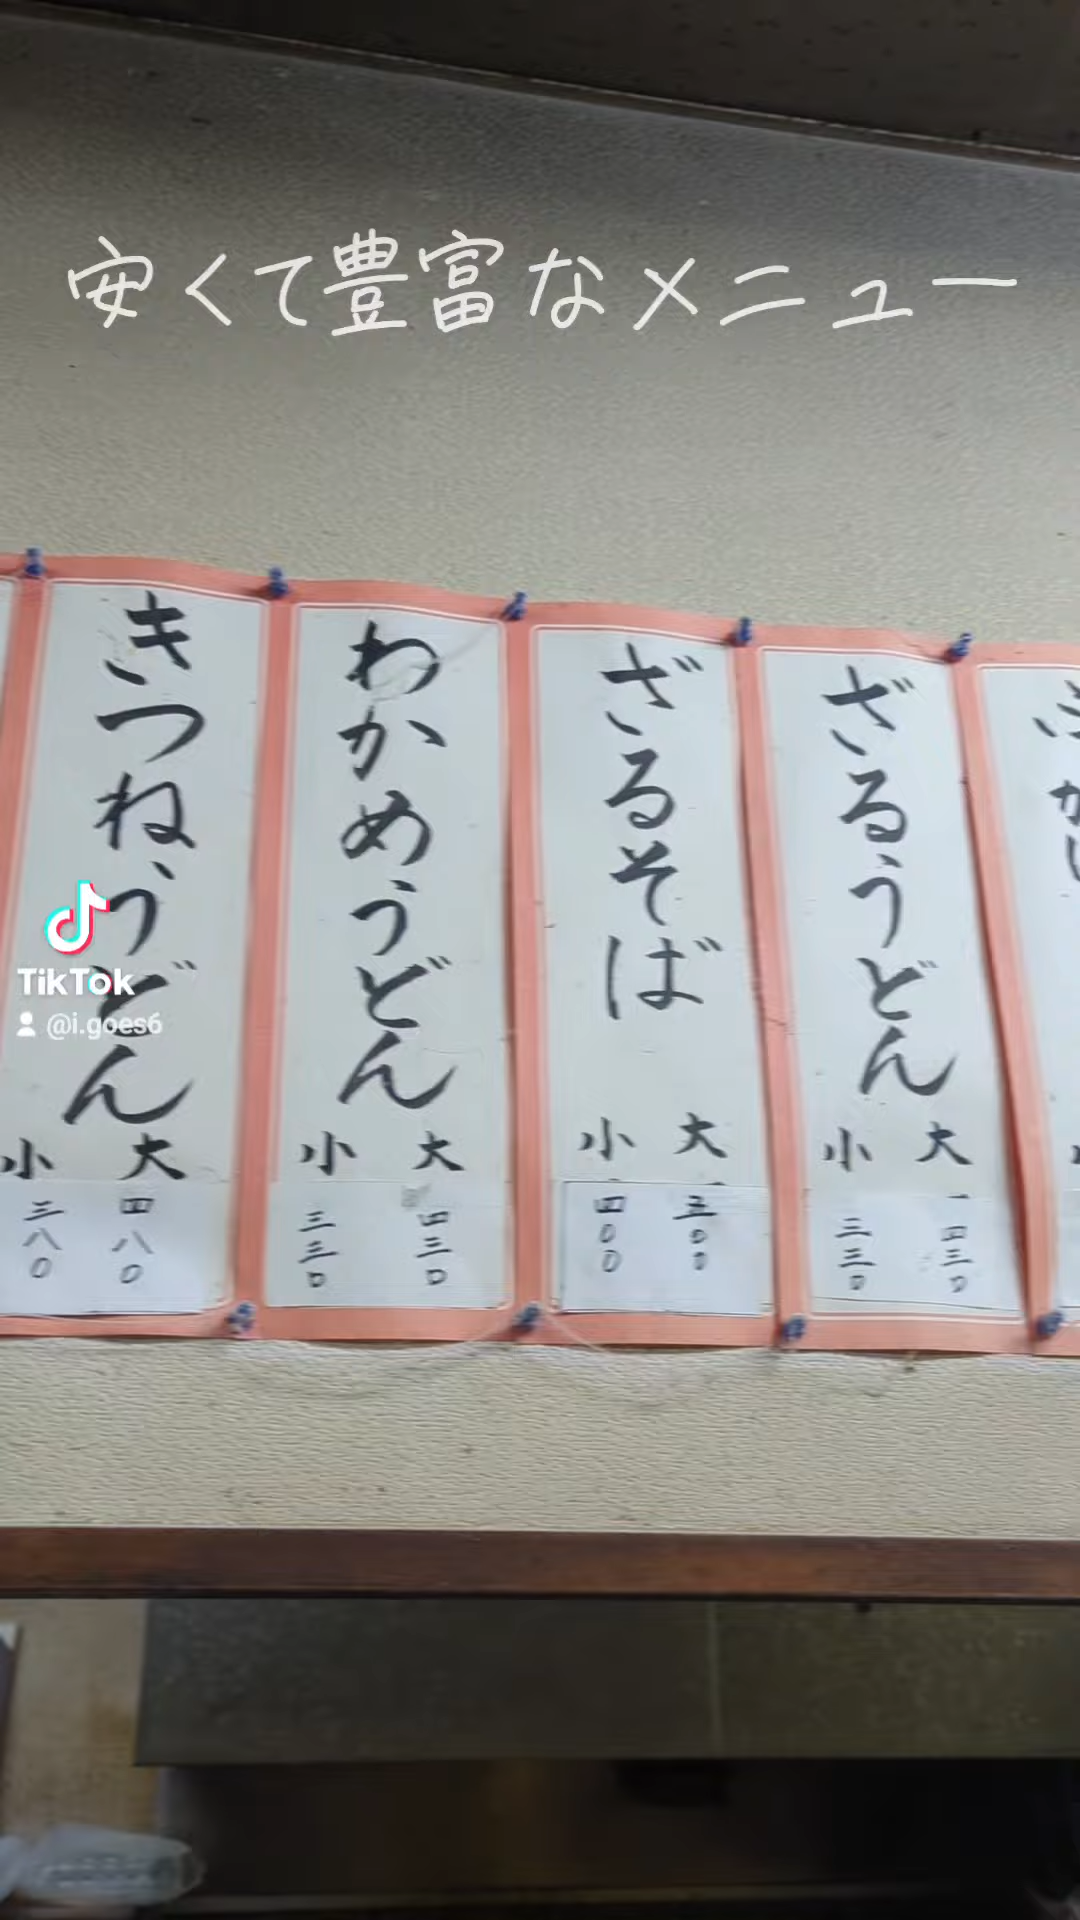 安くて豊富なメニュー
ざるうどん
大 四三〇
小 三三〇
ざるそば
大 五〇〇
小 四〇〇
わかめうどん
大 四三〇
小 三三〇
きつねうどん
大 四八〇
小 三八〇
TikTok
@i.goes6